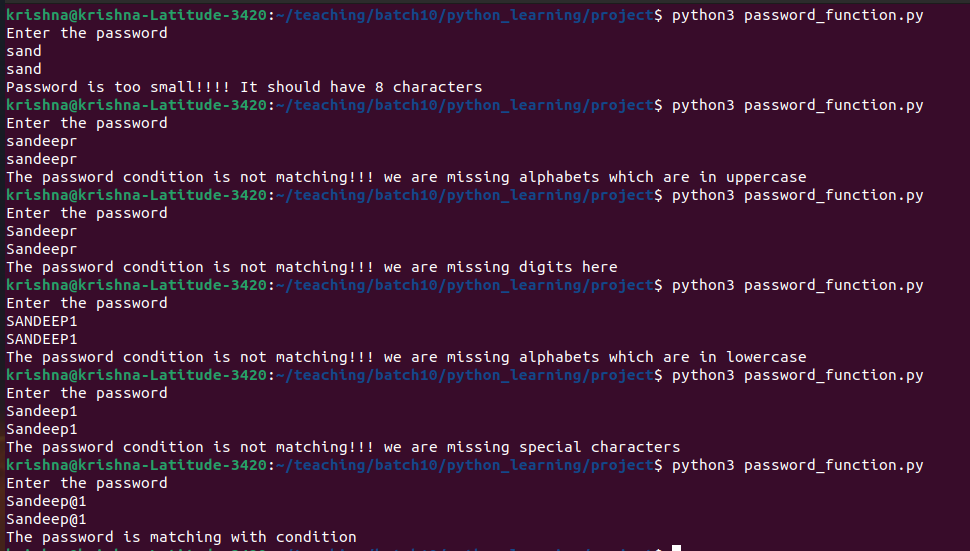 krishna@krishna-Latitude-3420:~/teaching/batch10/python_learning/project$ python3 password_function.py
Enter the password
sand
sand
Password is too small!!!! It should have 8 characters
krishna@krishna-Latitude-3420:~/teaching/batch10/python_learning/project$ python3 password_function.py
Enter the password
sandeepr
sandeepr
The password condition is not matching!!! we are missing alphabets which are in uppercase
krishna@krishna-Latitude-3420:~/teaching/batch10/python_learning/project$ python3 password_function.py
Enter the password
Sandeepr
Sandeepr
The password condition is not matching!!! we are missing digits here
krishna@krishna-Latitude-3420:~/teaching/batch10/python_learning/project$ python3 password_function.py
Enter the password
SANDEEP1
SANDEEP1
The password condition is not matching!!! we are missing alphabets which are in lowercase
krishna@krishna-Latitude-3420:~/teaching/batch10/python_learning/project$ python3 password_function.py
Enter the password
Sandeep1
Sandeep1
The password condition is not matching!!! we are missing special characters
krishna@krishna-Latitude-3420:~/teaching/batch10/python_learning/project$ python3 password_function.py
Enter the password
Sandeep@1
Sandeep@1
The password is matching with condition
krishna@krishna-Latitude-3420:~/teaching/batch10/python_learning/project$